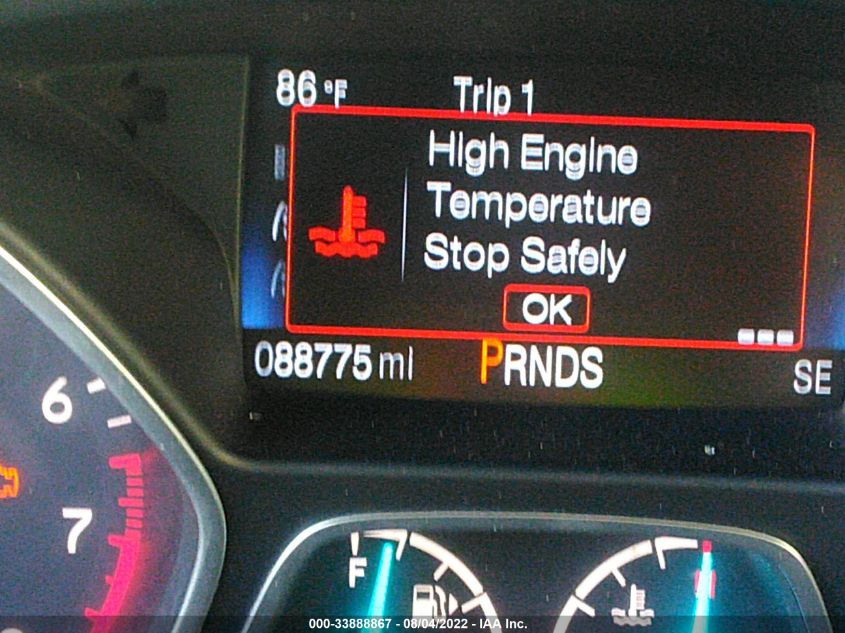 86 °F
Trip 1
High Engine
Temperature
Stop Safely
OK
088775 mi
PRNDS
SE
6
7
F
000-33888867 - 08/04/2022 - IAA Inc.